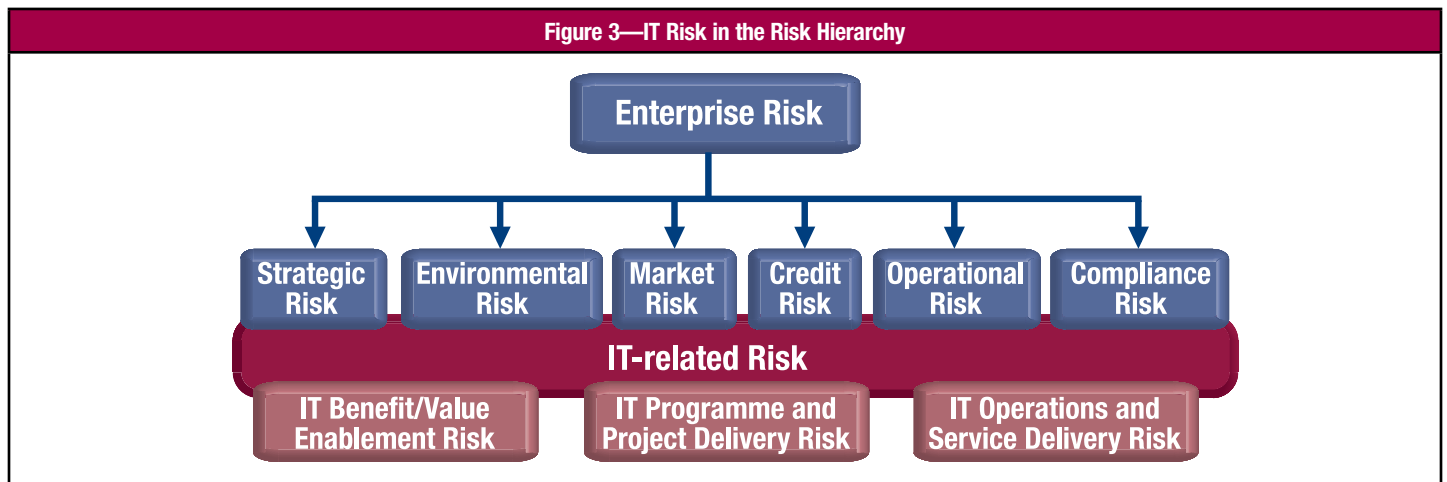 Figure 3—IT Risk in the Risk Hierarchy
Enterprise Risk
Strategic
Risk
Environmental
Risk
Market
Risk
Credit
Risk
Operational
Risk
Compliance
Risk
IT-related Risk
IT Benefit/Value
Enablement Risk
IT Programme and
Project Delivery Risk
IT Operations and
Service Delivery Risk